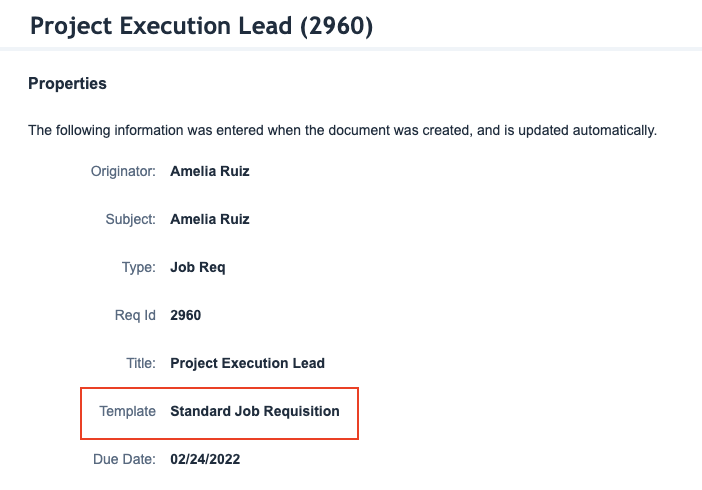 Project Execution Lead (2960)
Properties
The following information was entered when the document was created, and is updated automatically.
Originator: Amelia Ruiz
Subject: Amelia Ruiz
Type: Job Req
Req Id 2960
Title: Project Execution Lead
Template Standard Job Requisition
Due Date: 02/24/2022